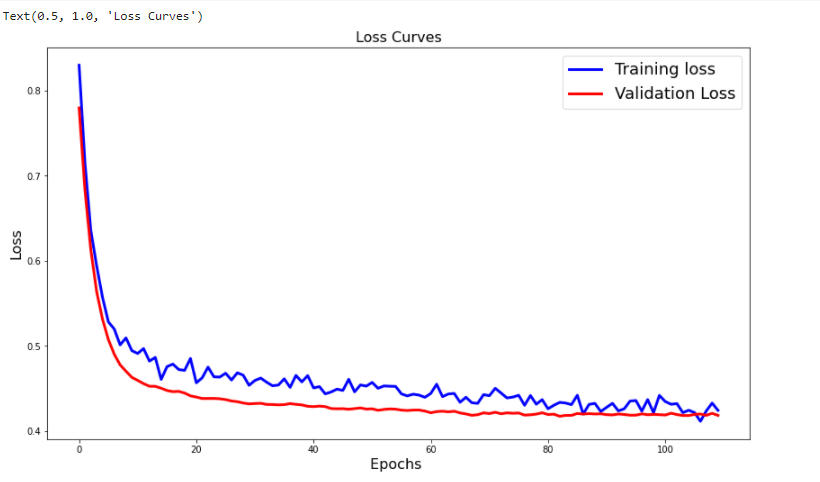 Text(0.5, 1.0, 'Loss Curves')
Loss Curves
Training loss
Validation Loss
0.8
0.7
0.6
0.5
0.4
Loss
0 20 40 60 80 100
Epochs